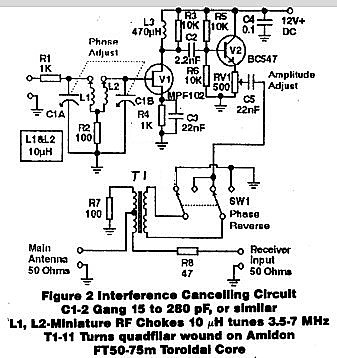 L3
470µH
R3
10K
R5
10K
C4
0.1
12V+
DC
Phase
Adjust
C2
2.2nF
R1
1K
V2
BC547
L1
L2
V1
R6
10K
RV1
500
Amplitude
Adjust
C1A
C1B
MPF102
R4
1K
C3
22nF
C5
22nF
R2
100
L1&L2
10µH
T1
R7
100
SW1
Phase
Reverse
Main
Antenna
50 Ohms
R8
47
Receiver
Input
50 Ohms
Figure 2 Interference Cancelling Circuit
C1-2 Gang 15 to 280 pF, or similar
L1, L2-Miniature RF Chokes 10 µH tunes 3.5-7 MHz
T1-11 Turns quadfilar wound on Amidon
FT50-75m Toroidal Core